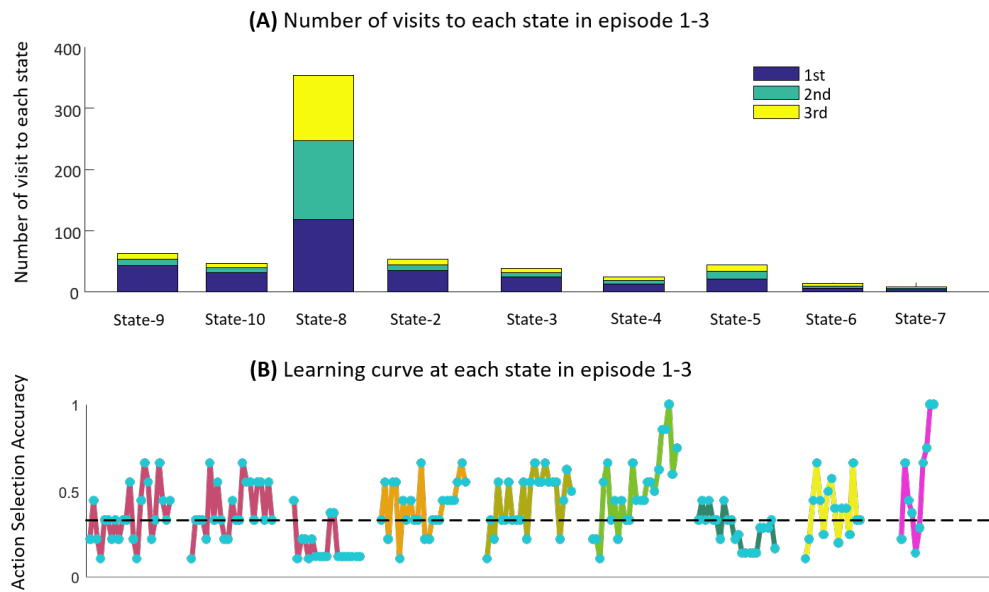 (A) Number of visits to each state in episode 1-3
Number of visit to each state
400
300
200
100
0
1st
2nd
3rd
State-9 State-10 State-8 State-2 State-3 State-4 State-5 State-6 State-7
(B) Learning curve at each state in episode 1-3
Action Selection Accuracy
1
0.5
0